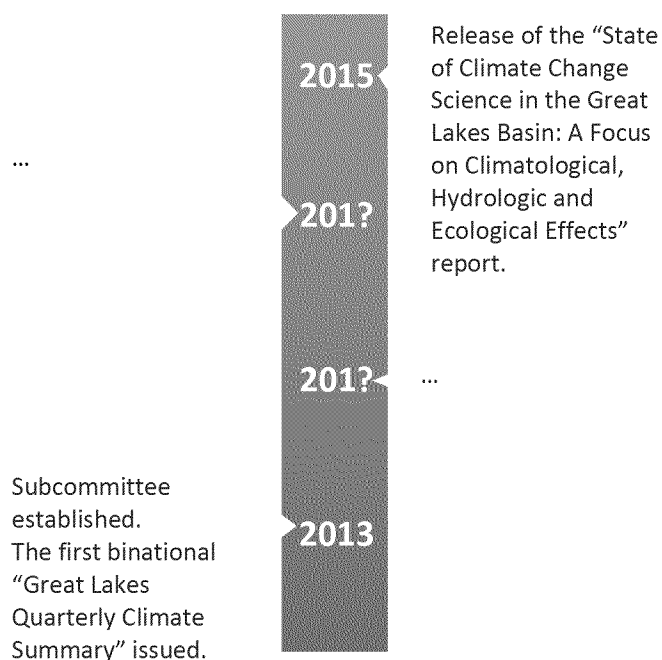 2015
Release of the “State
of Climate Change
Science in the Great
Lakes Basin: A Focus
on Climatological,
Hydrologic and
Ecological Effects”
report.
...
201?
201?
...
Subcommittee
established.
The first binational
“Great Lakes
Quarterly Climate
Summary” issued.
2013